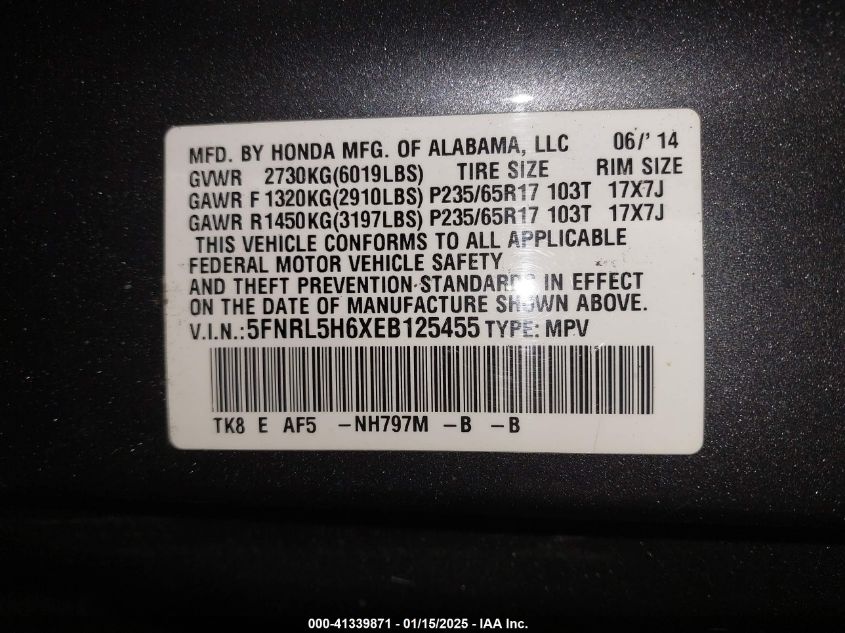 MFD. BY HONDA MFG. OF ALABAMA, LLC 06/' 14
GVWR 2730KG(6019LBS) TIRE SIZE RIM SIZE
GAWR F 1320KG(2910LBS) P235/65R17 103T 17X7J
GAWR R1450KG(3197LBS) P235/65R17 103T 17X7J
THIS VEHICLE CONFORMS TO ALL APPLICABLE
FEDERAL MOTOR VEHICLE SAFETY
AND THEFT PREVENTION STANDARDS IN EFFECT
ON THE DATE OF MANUFACTURE SHOWN ABOVE.
V.I.N.:5FNRL5H6XEB125455 TYPE: MPV
TK8 E AF5 -NH797M -B -B
000-41339871 - 01/15/2025 - IAA Inc.